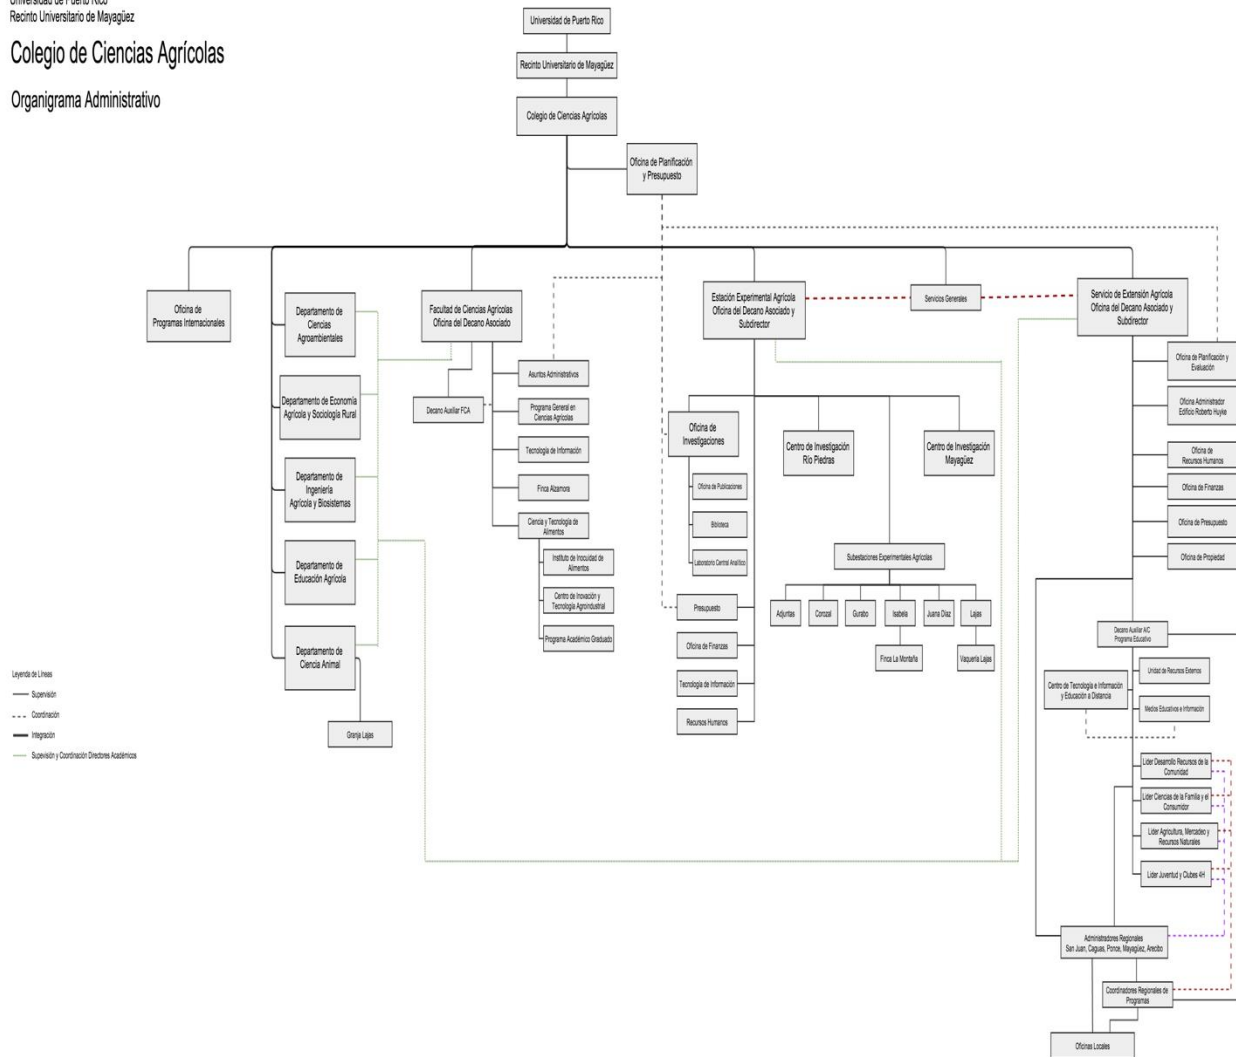 Universidad de Puerto Rico
Recinto Universitario de Mayagüez
Colegio de Ciencias Agrícolas
Organigrama Administrativo
Universidad de Puerto Rico
Recinto Universitario de Mayagüez
Colegio de Ciencias Agrícolas
Oficina de Planificación
y Presupuesto
Oficina de
Programas Internacionales
Departamento de
Ciencias
Agroambientales
Departamento de Economía
Agrícola y Sociología Rural
Departamento de
Ingeniería
Agrícola y Biosistemas
Departamento de
Educación Agrícola
Departamento de
Ciencia Animal
Granja Lajas
Facultad de Ciencias Agrícolas
Oficina del Decano Asociado
Decano Auxiliar FCA
Asuntos Administrativos
Programa General en
Ciencias Agrícolas
Tecnología de Información
Finca Alzamora
Ciencia y Tecnología de
Alimentos
Instituto de Inocuidad de
Alimentos
Centro de Inovación y
Tecnología Agroindustrial
Programa Académico Graduado
Estación Experimental Agrícola
Oficina del Decano Asociado y
Subdirector
Oficina de
Investigaciones
Oficina de Publicaciones
Biblioteca
Laboratorio Central Analítico
Presupuesto
Oficina de Finanzas
Tecnología de Información
Recursos Humanos
Centro de Investigación
Río Piedras
Centro de Investigación
Mayagüez
Subestaciones Experimentales Agrícolas
Adjuntas
Corozal
Gurabo
Isabela
Juana Díaz
Lajas
Finca La Montaña
Vaquería Lajas
Servicios Generales
Servicio de Extensión Agrícola
Oficina del Decano Asociado y
Subdirector
Oficina de Planificación y
Evaluación
Oficina Administrador
Edificio Roberto Huyke
Oficina de
Recursos Humanos
Oficina de Finanzas
Oficina de Presupuesto
Oficina de Propiedad
Decano Auxiliar A/C
Programa Educativo
Unidad de Recursos Externos
Centro de Tecnología e Información
y Educación a Distancia
Medios Educativos e Información
Líder Desarrollo Recursos de la
Comunidad
Líder Ciencias de la Familia y el
Consumidor
Líder Agricultura, Mercadeo y
Recursos Naturales
Líder Juventud y Clubes 4H
Administradores Regionales
San Juan, Caguas, Ponce, Mayagüez, Arecibo
Coordinadores Regionales de
Programas
Oficinas Locales
Leyenda de Líneas
Supervisión
Coordinación
Integración
Supevisión y Coordinación Directores Académicos